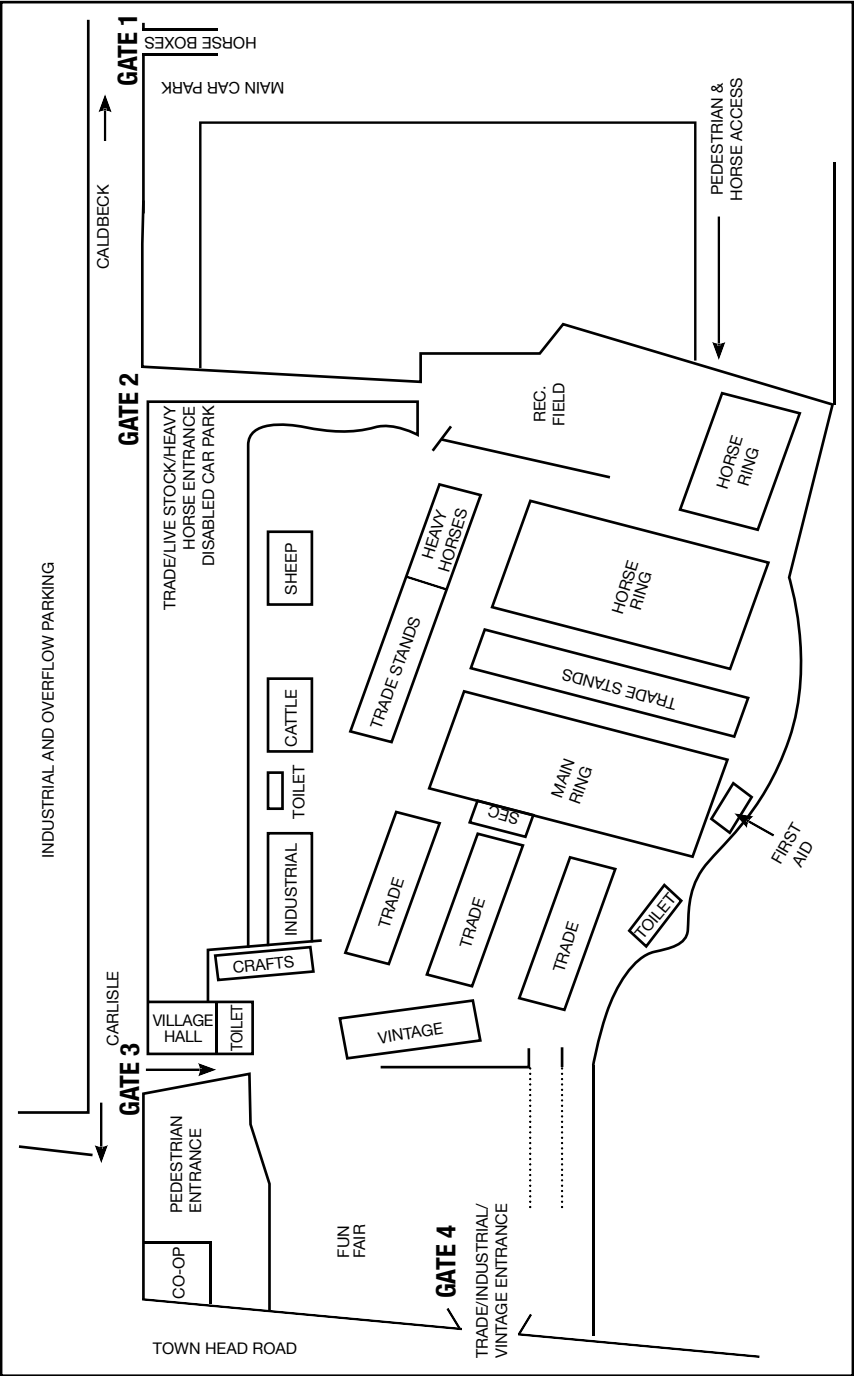 INDUSTRIAL AND OVERFLOW PARKING
CARLISLE
CALDBECK
GATE 1
HORSE BOXES
MAIN CAR PARK
GATE 2
TRADE/LIVE STOCK/HEAVY
HORSE ENTRANCE
DISABLED CAR PARK
GATE 3
PEDESTRIAN
ENTRANCE
CO-OP
VILLAGE
HALL
TOILET
CRAFTS
INDUSTRIAL
TOILET
CATTLE
SHEEP
TOWN HEAD ROAD
FUN
FAIR
VINTAGE
TRADE
TRADE
TRADE
TRADE STANDS
HEAVY
HORSES
REC.
FIELD
SEC
MAIN
RING
TRADE STANDS
HORSE
RING
HORSE
RING
PEDESTRIAN &
HORSE ACCESS
GATE 4
TRADE/INDUSTRIAL/
VINTAGE ENTRANCE
TOILET
FIRST
AID